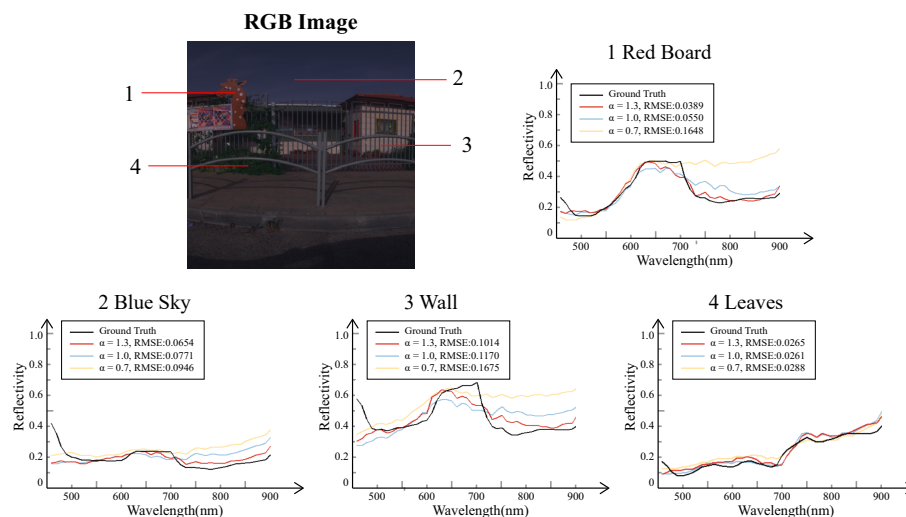 RGB Image
1
2
3
4
1 Red Board
1.0
0.8
0.6
0.4
0.2
0
Reflectivity
Ground Truth
α = 1.3, RMSE:0.0389
α = 1.0, RMSE:0.0550
α = 0.7, RMSE:0.1648
500 600 700 800 900
Wavelength(nm)
2 Blue Sky
1.0
0.8
0.6
0.4
0.2
0
Reflectivity
Ground Truth
α = 1.3, RMSE:0.0654
α = 1.0, RMSE:0.0771
α = 0.7, RMSE:0.0946
500 600 700 800 900
Wavelength(nm)
3 Wall
1.0
0.8
0.6
0.4
0.2
0
Reflectivity
Ground Truth
α = 1.3, RMSE:0.1014
α = 1.0, RMSE:0.1170
α = 0.7, RMSE:0.1675
500 600 700 800 900
Wavelength(nm)
4 Leaves
1.0
0.8
0.6
0.4
0.2
0
Reflectivity
Ground Truth
α = 1.3, RMSE:0.0265
α = 1.0, RMSE:0.0261
α = 0.7, RMSE:0.0288
500 600 700 800 900
Wavelength(nm)